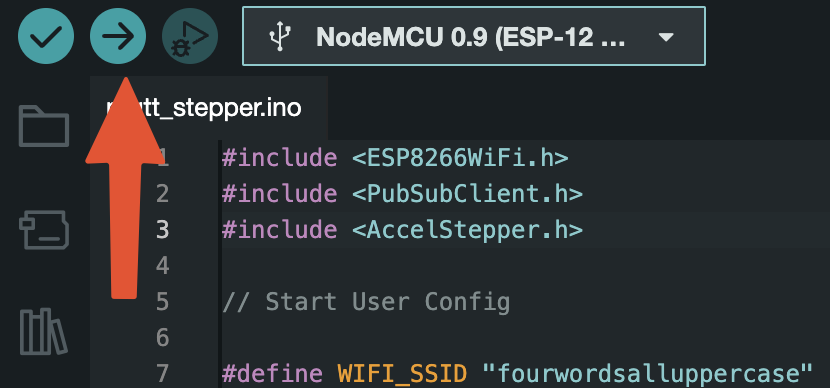 NodeMCU 0.9 (ESP-12 ...
tt_stepper.ino
1 #include <ESP8266WiFi.h>
2 #include <PubSubClient.h>
3 #include <AccelStepper.h>
4
5 // Start User Config
6
7 #define WIFI_SSID "fourwordsalluppercase"